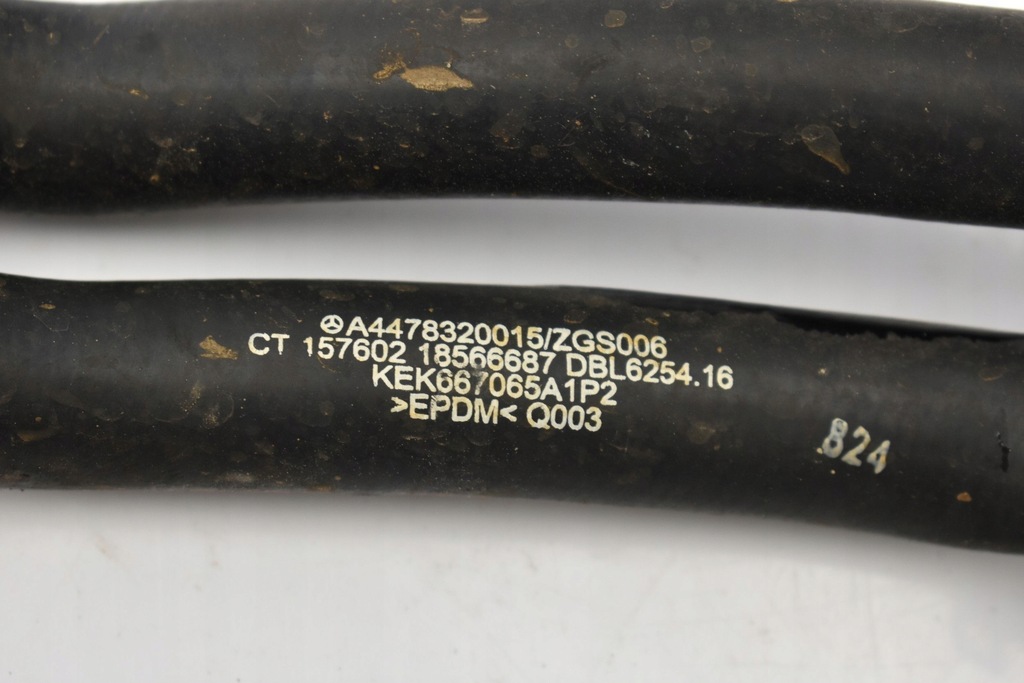 A4478320015/ZGS006
CT 157602 18566687 DBL6254.16
KEK667065A1P2
>EPDM< Q003
824